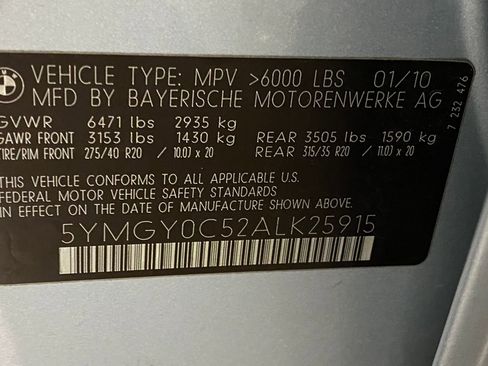 BMW
VEHICLE TYPE: MPV >6000 LBS 01/10
MFD BY BAYERISCHE MOTORENWERKE AG
GVWR 6471 lbs 2935 kg
GAWR FRONT 3153 lbs 1430 kg REAR 3505 lbs 1590 kg
TIRE/RIM FRONT 275/40 R20 // 10.0J x 20 REAR 315/35 R20 // 11.0J x 20
THIS VEHICLE CONFORMS TO ALL APPLICABLE U.S.
FEDERAL MOTOR VEHICLE SAFETY STANDARDS
IN EFFECT ON THE DATE OF MANUFACTURE
SHOWN ABOVE.
5YMGY0C52ALK25915
7 232 476